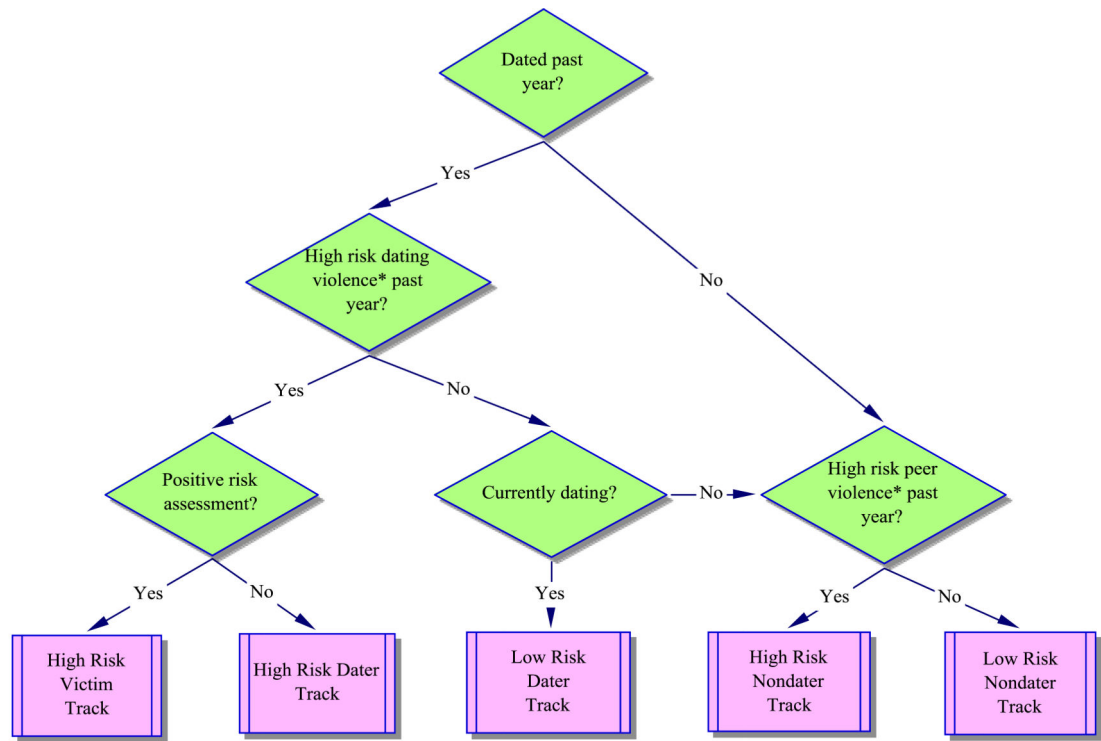 Dated past
year?
Yes
No
High risk dating
violence* past
year?
Yes
No
Positive risk
assessment?
Currently dating?
No
High risk peer
violence* past
year?
Yes
No
Yes
Yes
No
High Risk
Victim
Track
High Risk Dater
Track
Low Risk
Dater
Track
High Risk
Nondater
Track
Low Risk
Nondater
Track